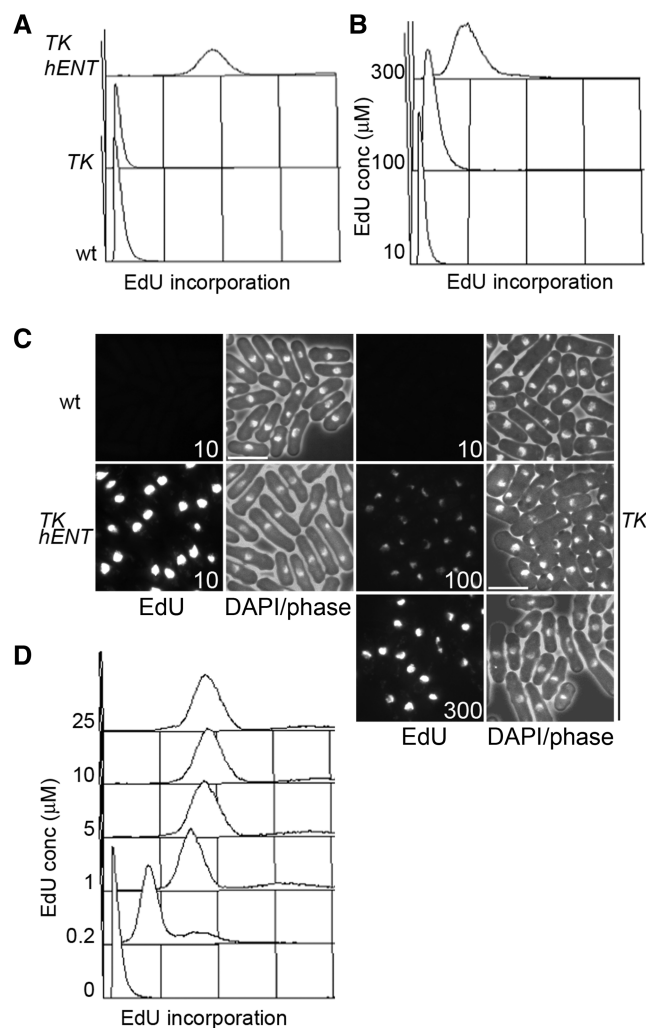 A
TK
hENT
TK
wt
EdU incorporation
B
EdU conc (μM)
300
100
10
EdU incorporation
C
wt
10
10
TK
hENT
10
100
TK
EdU
DAPI/phase
300
EdU
DAPI/phase
D
EdU conc (μM)
25
10
5
1
0.2
0
EdU incorporation